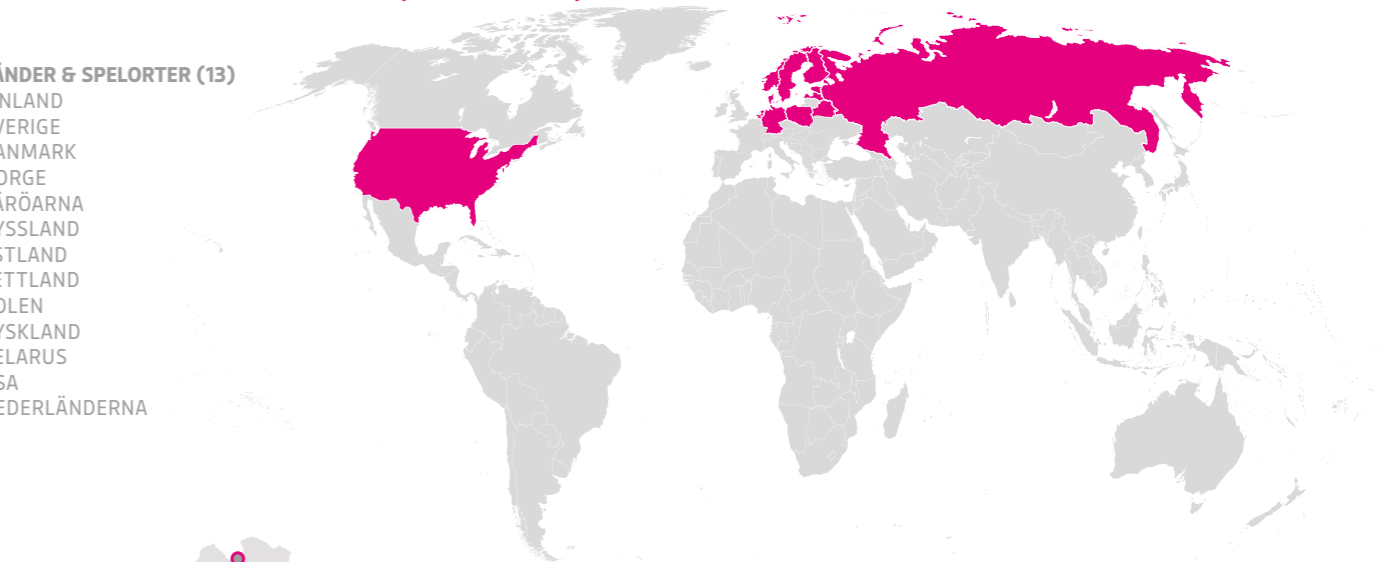 ÄNDER & SPELORTER (13)
NLAND
VERIGE
ANMARK
ORGE
ÄRÖARNA
YSSLAND
STLAND
ETTLAND
OLEN
YSKLAND
ELARUS
SA
EDERLÄNDERNA